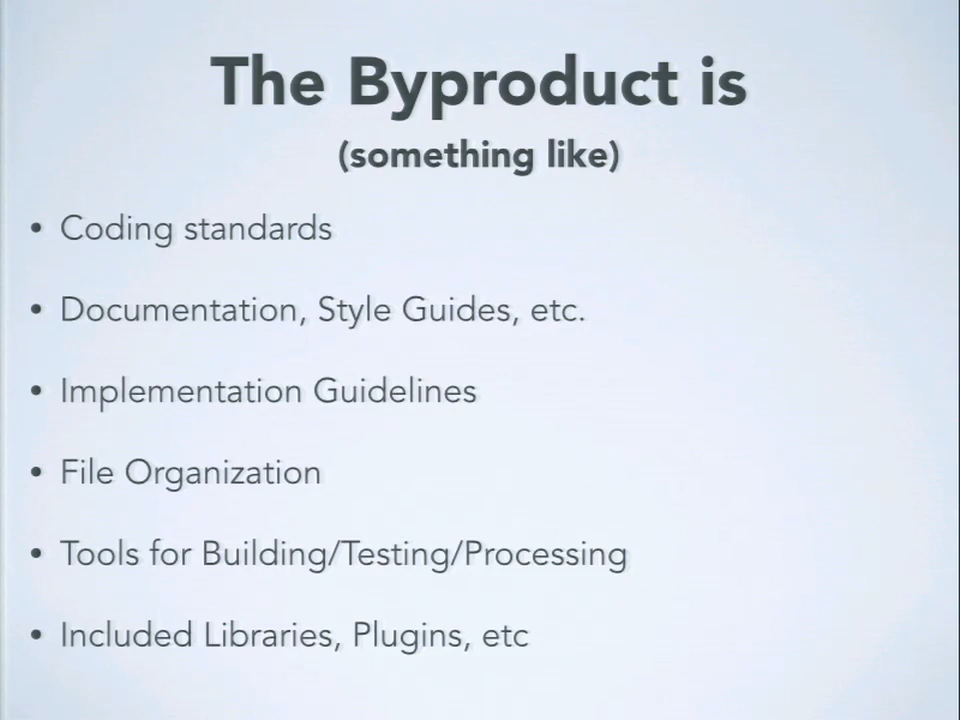 The Byproduct is
(something like)
• Coding standards
• Documentation, Style Guides, etc.
• Implementation Guidelines
• File Organization
• Tools for Building/Testing/Processing
• Included Libraries, Plugins, etc